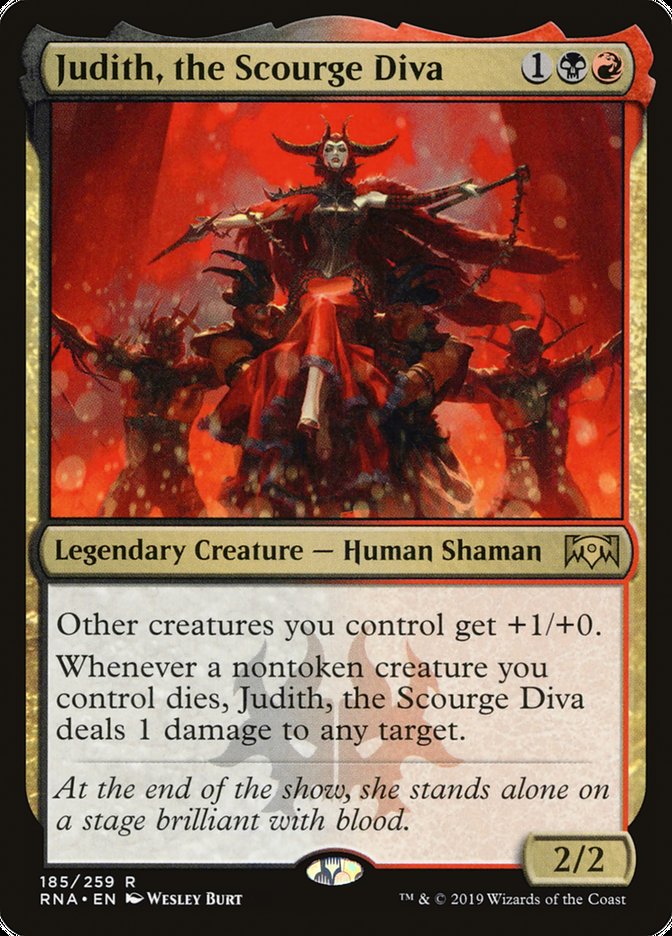 Judith, the Scourge Diva 1
Legendary Creature — Human Shaman
Other creatures you control get +1/+0.
Whenever a nontoken creature you
control dies, Judith, the Scourge Diva
deals 1 damage to any target.
At the end of the show, she stands alone on
a stage brilliant with blood.
2/2
185/259 R
RNA • EN Wesley Burt
™ & © 2019 Wizards of the Coast